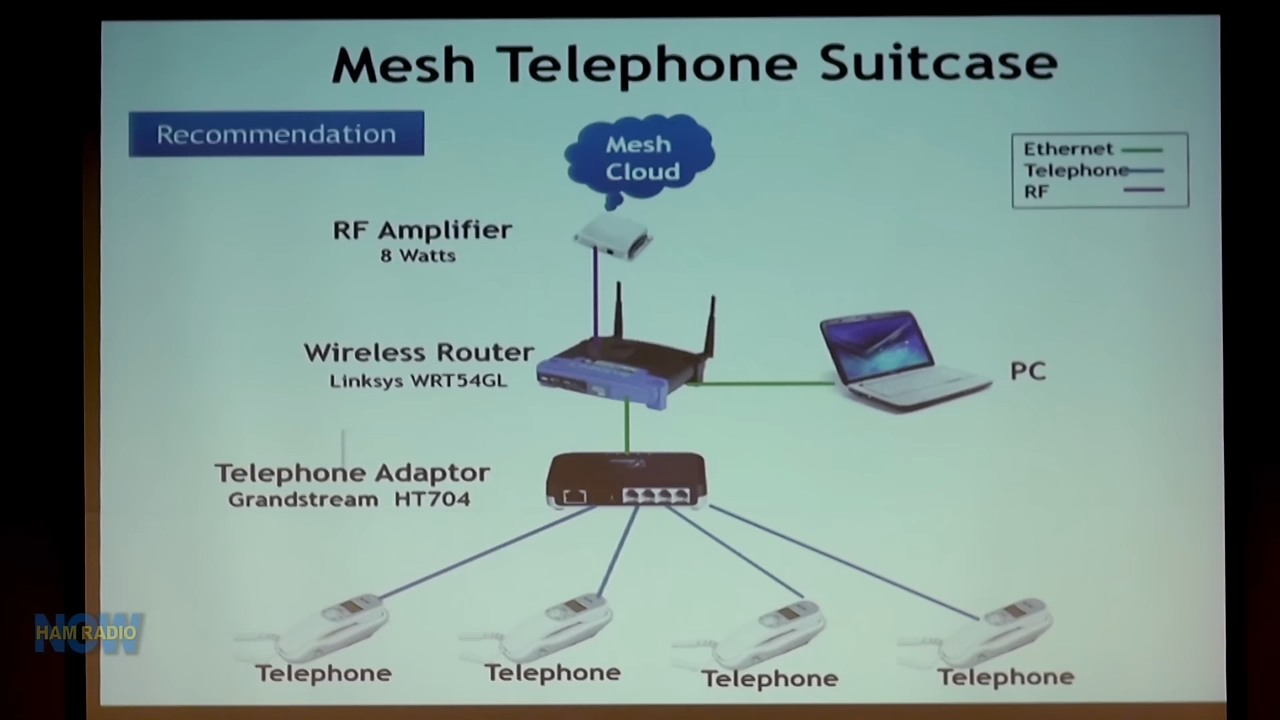 Mesh Telephone Suitcase
Recommendation
Mesh
Cloud
Ethernet
Telephone
RF
RF Amplifier
8 Watts
Wireless Router
Linksys WRT54GL
PC
Telephone Adaptor
Grandstream HT704
Telephone
Telephone
Telephone
Telephone
NOW
HAM RADIO